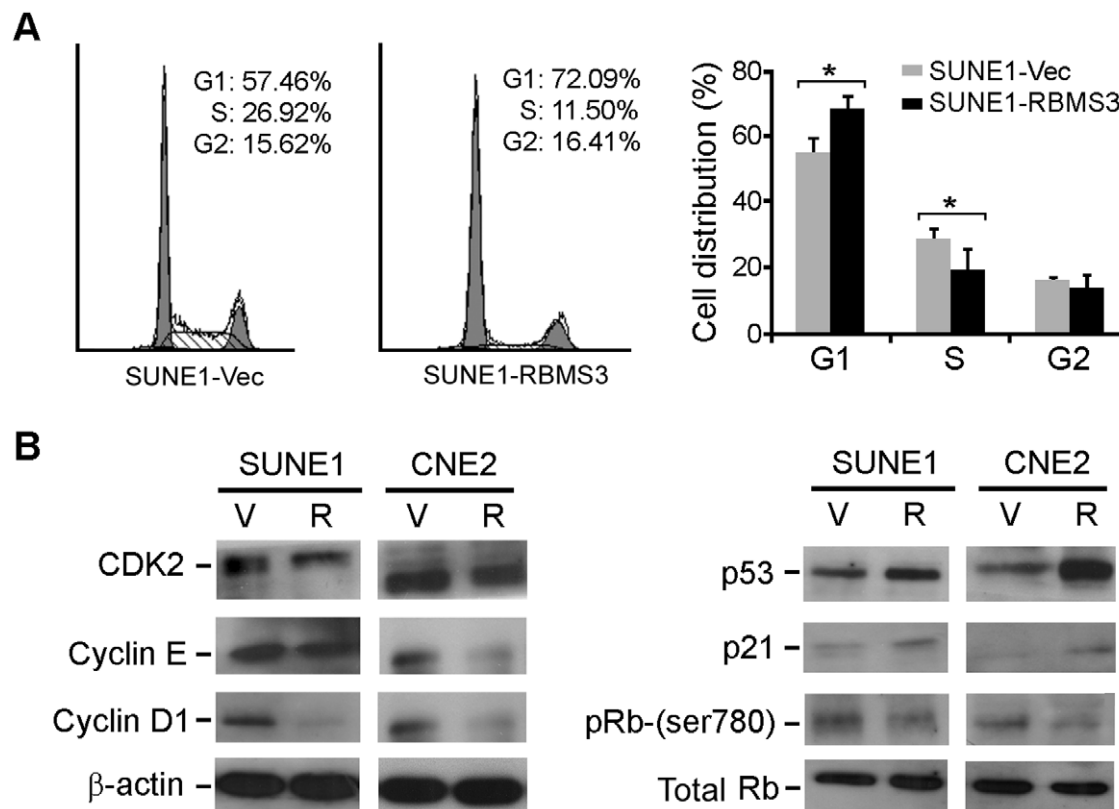 A
G1: 57.46%
S: 26.92%
G2: 15.62%
SUNE1-Vec
G1: 72.09%
S: 11.50%
G2: 16.41%
SUNE1-RBMS3
Cell distribution (%)
80
60
40
20
0
*
*
SUNE1-Vec
SUNE1-RBMS3
G1 S G2
B
SUNE1 CNE2
V R V R
CDK2
Cyclin E
Cyclin D1
β-actin
SUNE1 CNE2
V R V R
p53
p21
pRb-(ser780)
Total Rb